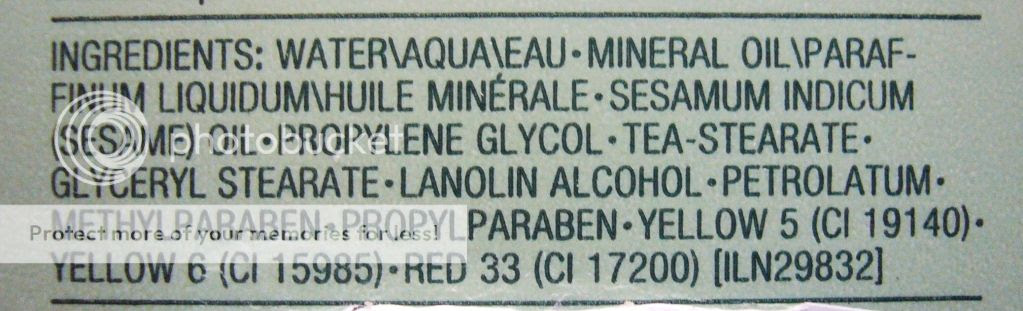 INGREDIENTS: WATER\AQUA\EAU • MINERAL OIL\PARAF-
FINUM LIQUIDUM\HUILE MINÉRALE • SESAMUM INDICUM
(SESAME) OIL • PROPYLENE GLYCOL • TEA-STEARATE •
GLYCERYL STEARATE • LANOLIN ALCOHOL • PETROLATUM •
METHYLPARABEN • PROPYLPARABEN • YELLOW 5 (CI 19140) •
YELLOW 6 (CI 15985) • RED 33 (CI 17200) [ILN29832]
photobucket
Protect more of your memories for less!